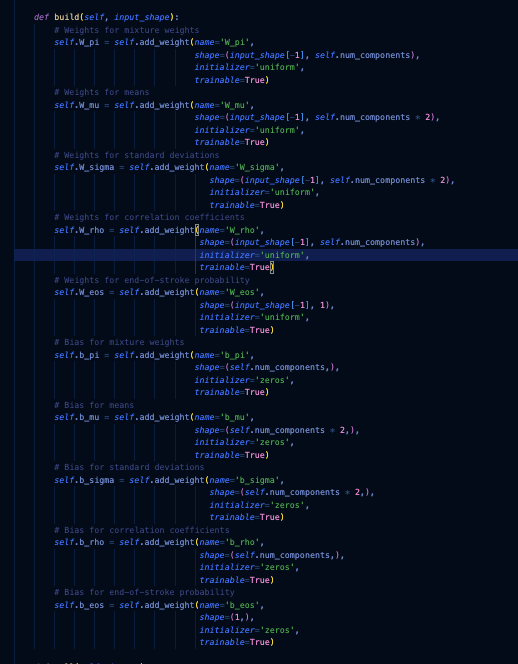 def build(self, input_shape):
    # Weights for mixture weights
    self.W_pi = self.add_weight(name='W_pi',
                                shape=(input_shape[-1], self.num_components),
                                initializer='uniform',
                                trainable=True)
    # Weights for means
    self.W_mu = self.add_weight(name='W_mu',
                                shape=(input_shape[-1], self.num_components * 2),
                                initializer='uniform',
                                trainable=True)
    # Weights for standard deviations
    self.W_sigma = self.add_weight(name='W_sigma',
                                   shape=(input_shape[-1], self.num_components * 2),
                                   initializer='uniform',
                                   trainable=True)
    # Weights for correlation coefficients
    self.W_rho = self.add_weight(name='W_rho',
                                 shape=(input_shape[-1], self.num_components),
                                 initializer='uniform',
                                 trainable=True)
    # Weights for end-of-stroke probability
    self.W_eos = self.add_weight(name='W_eos',
                                 shape=(input_shape[-1], 1),
                                 initializer='uniform',
                                 trainable=True)
    # Bias for mixture weights
    self.b_pi = self.add_weight(name='b_pi',
                                shape=(self.num_components,),
                                initializer='zeros',
                                trainable=True)
    # Bias for means
    self.b_mu = self.add_weight(name='b_mu',
                                shape=(self.num_components * 2,),
                                initializer='zeros',
                                trainable=True)
    # Bias for standard deviations
    self.b_sigma = self.add_weight(name='b_sigma',
                                   shape=(self.num_components * 2,),
                                   initializer='zeros',
                                   trainable=True)
    # Bias for correlation coefficients
    self.b_rho = self.add_weight(name='b_rho',
                                 shape=(self.num_components,),
                                 initializer='zeros',
                                 trainable=True)
    # Bias for end-of-stroke probability
    self.b_eos = self.add_weight(name='b_eos',
                                 shape=(1,),
                                 initializer='zeros',
                                 trainable=True)